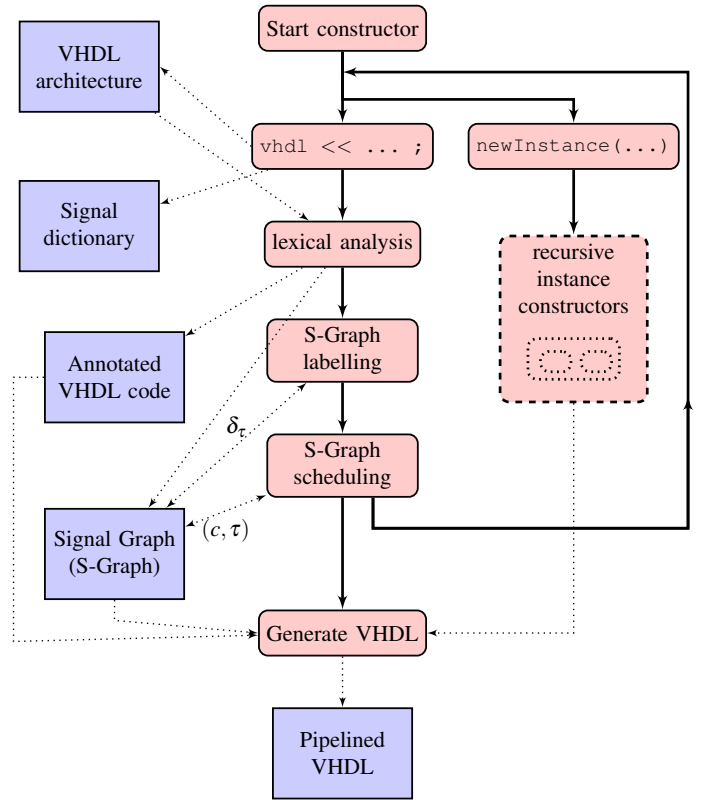 Start constructor
VHDL
architecture
vhdl << ... ;
newInstance(...)
Signal
dictionary
lexical analysis
recursive
instance
constructors
S-Graph
labelling
Annotated
VHDL code
δτ
S-Graph
scheduling
(c, τ)
Signal Graph
(S-Graph)
Generate VHDL
Pipelined
VHDL